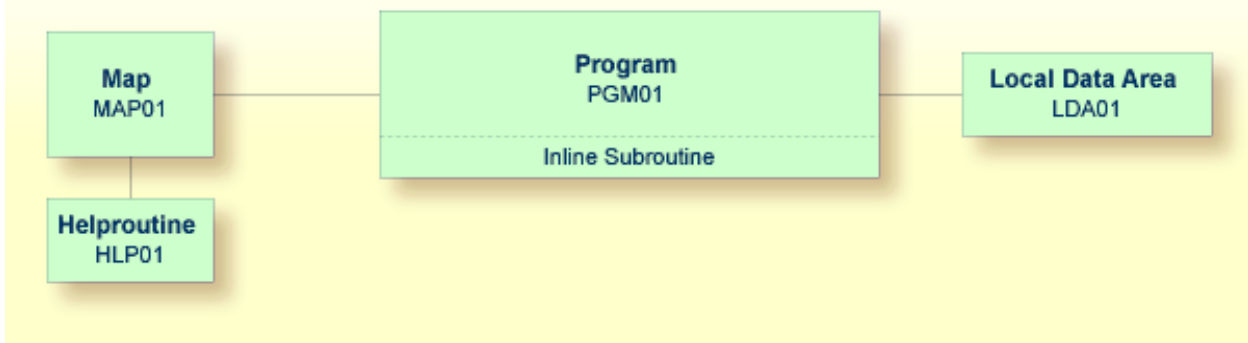 Map
MAP01
Program
PGM01
Inline Subroutine
Local Data Area
LDA01
Helproutine
HLP01